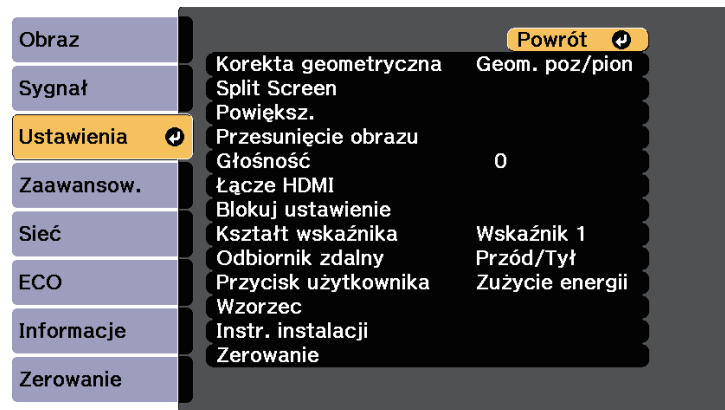 Obraz
Sygnał
Ustawienia
Zaawansow.
Sieć
ECO
Informacje
Zerowanie
Powrót
Korekta geometryczna Geom. poz/pion
Split Screen
Powiększ.
Przesunięcie obrazu
Głośność 0
Łącze HDMI
Blokuj ustawienie
Kształt wskaźnika Wskaźnik 1
Odbiornik zdalny Przód/Tył
Przycisk użytkownika Zużycie energii
Wzorzec
Instr. instalacji
Zerowanie